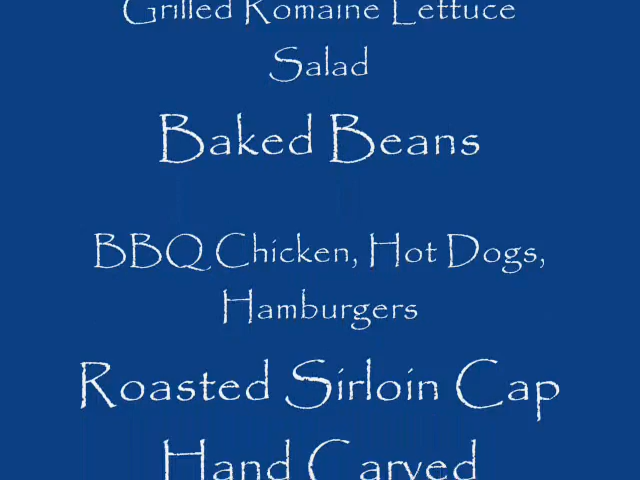 Grilled Romaine Lettuce
Salad
Baked Beans
BBQ Chicken, Hot Dogs,
Hamburgers
Roasted Sirloin Cap
Hand Carved